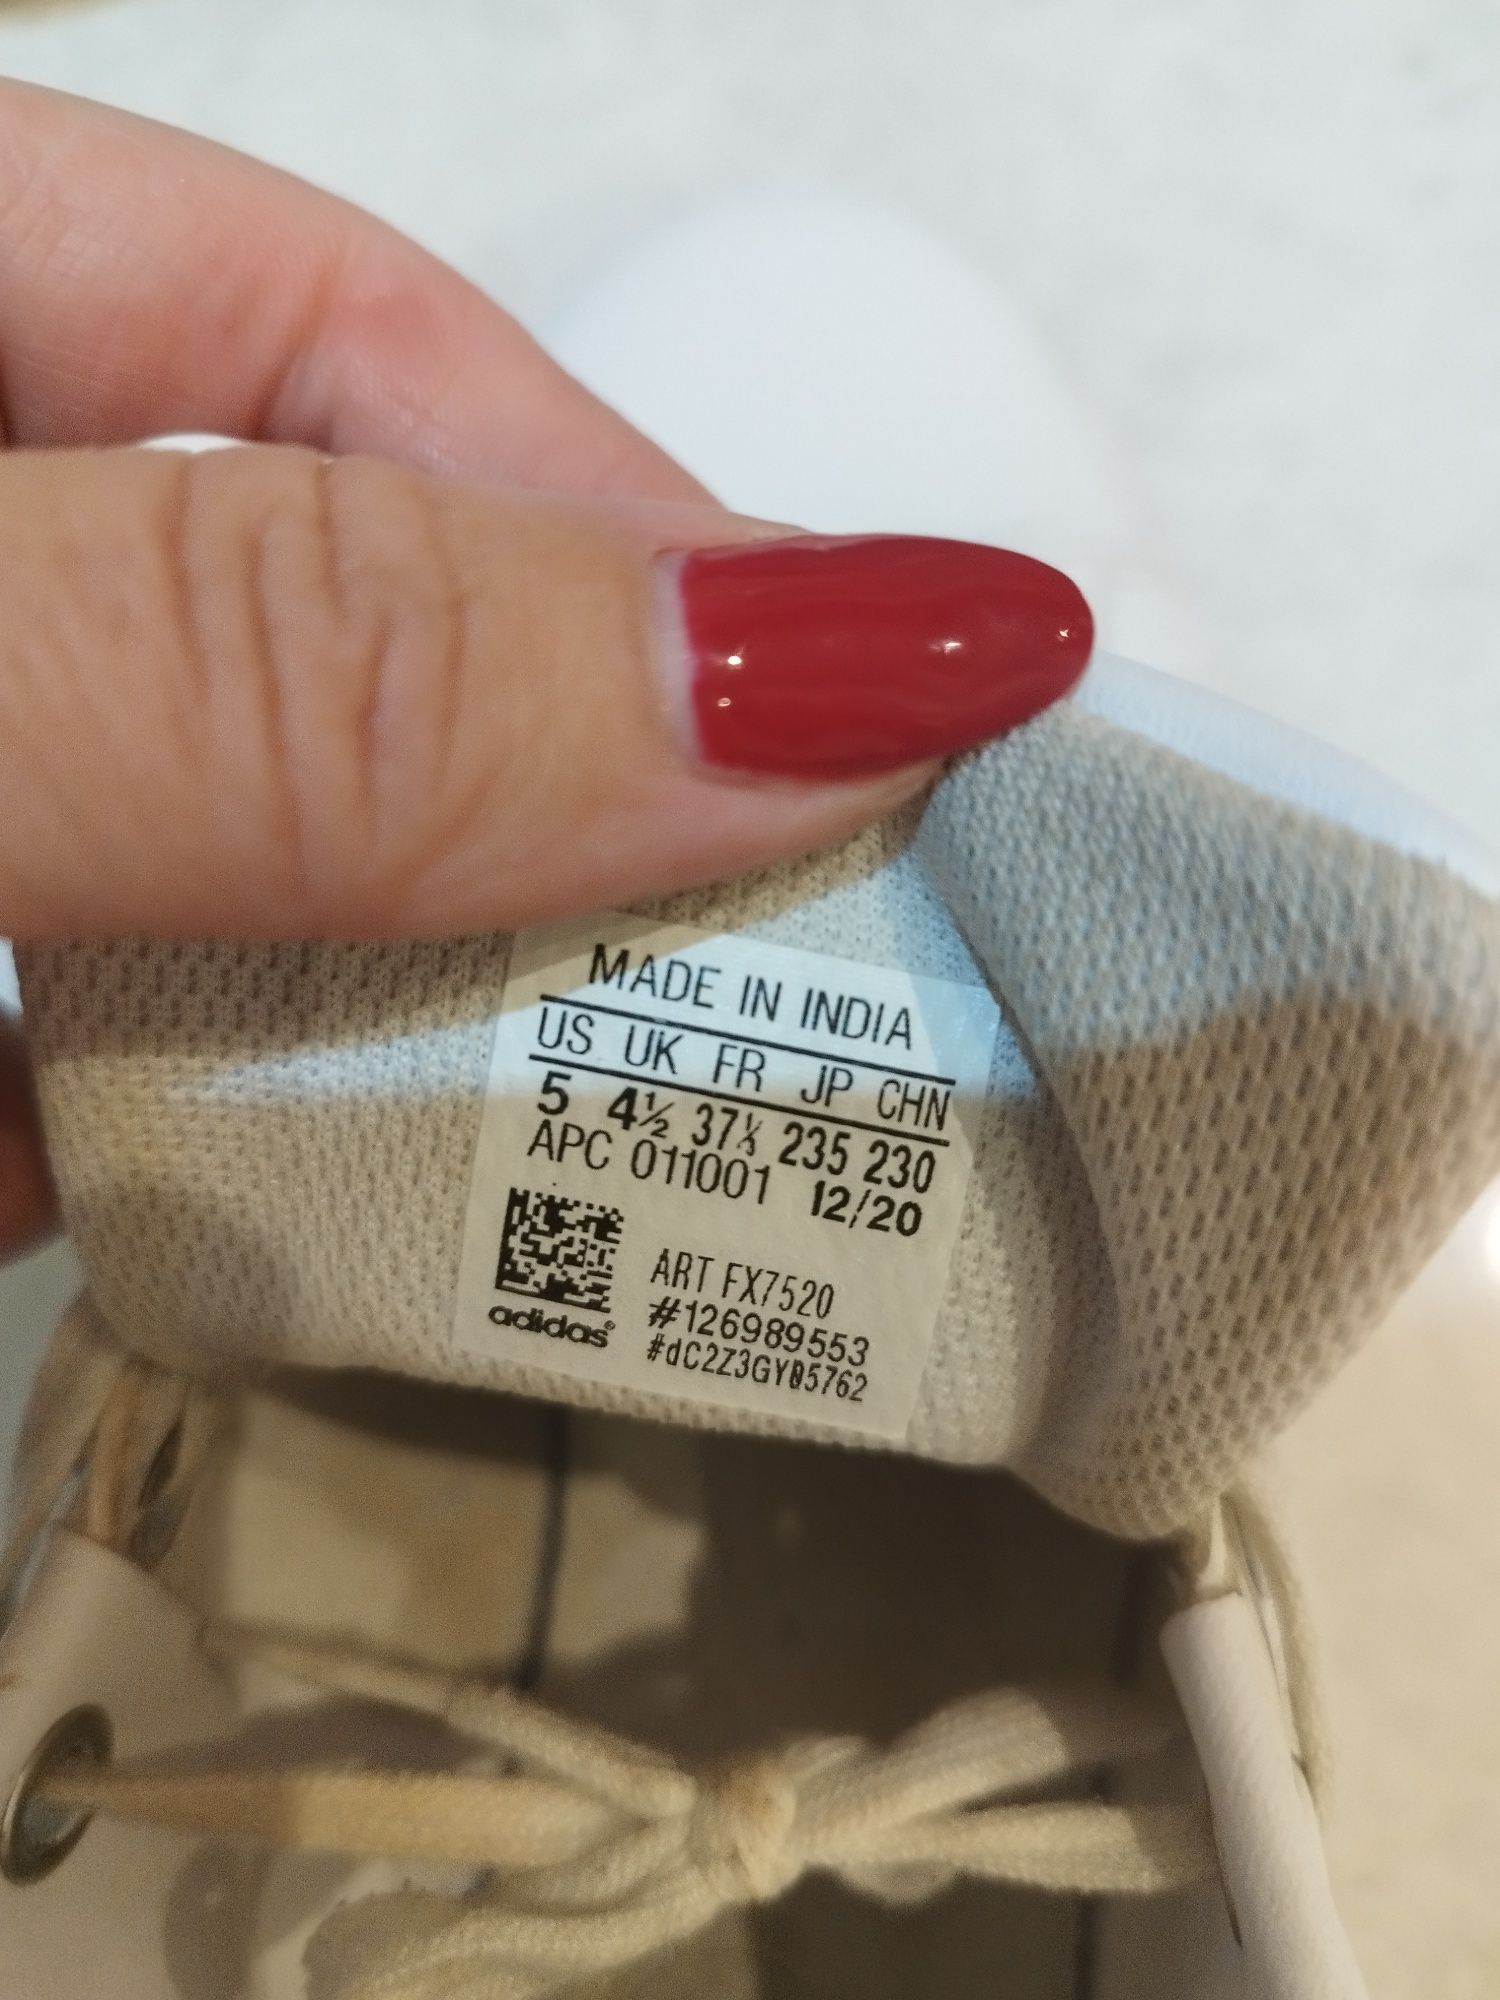 MADE IN INDIA
US UK FR JP CHN
5 4½ 37⅓ 235 230
APC 011001 12/20
ART FX7520
#126989553
#dC2Z3GY05762
adidas®